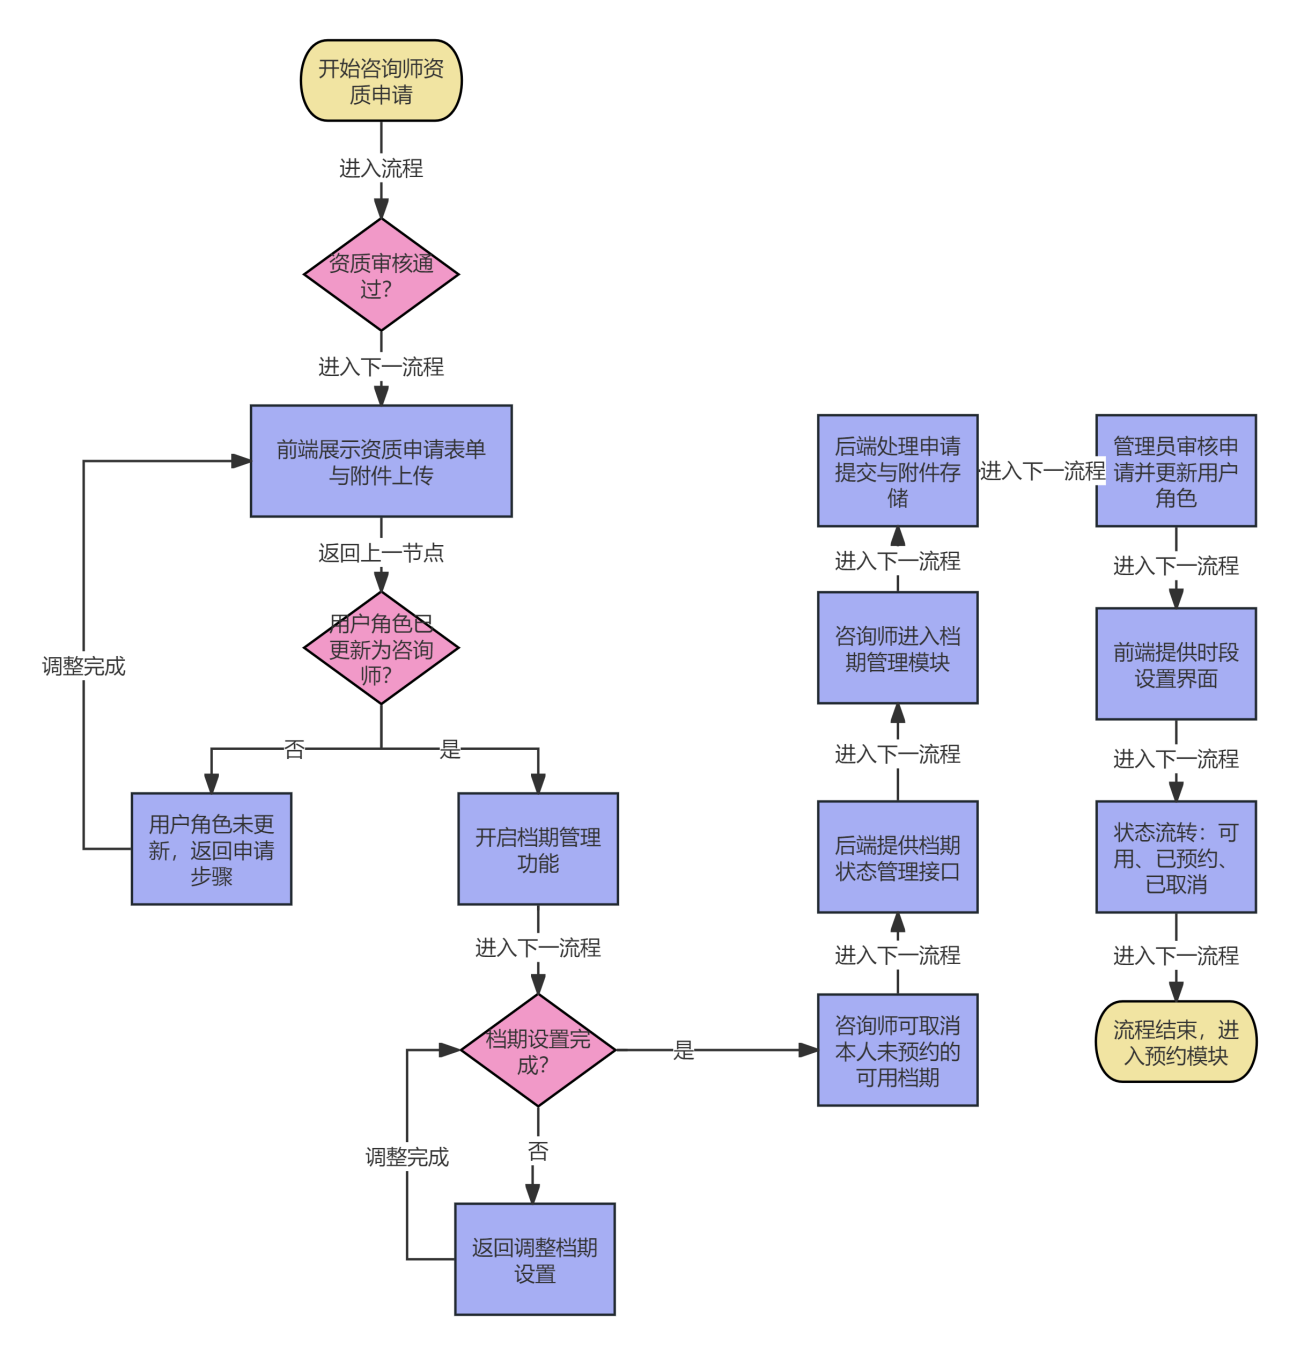 开始咨询师资
质申请
进入流程
资质审核通
过?
进入下一流程
前端展示资质申请表单
与附件上传
返回上一节点
用户角色已
更新为咨询
师?
调整完成
否
是
用户角色未更
新，返回申请
步骤
开启档期管理
功能
进入下一流程
档期设置完
成?
是
调整完成
否
返回调整档期
设置
咨询师可取消
本人未预约的
可用档期
进入下一流程
后端提供档期
状态管理接口
进入下一流程
咨询师进入档
期管理模块
进入下一流程
后端处理申请
提交与附件存
储
进入下一流程
管理员审核申
请并更新用户
角色
进入下一流程
前端提供时段
设置界面
进入下一流程
状态流转：可
用、已预约、
已取消
进入下一流程
流程结束，进
入预约模块